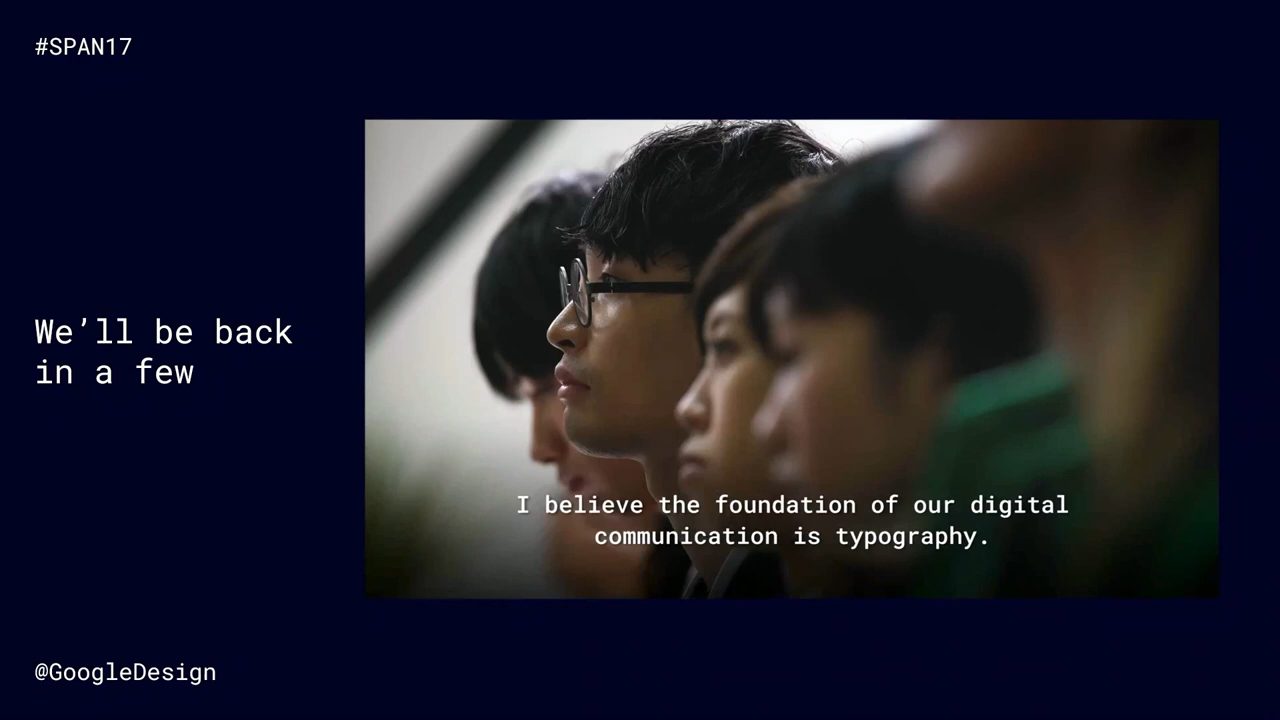 #SPAN17
We’ll be back
in a few
I believe the foundation of our digital
communication is typography.
@GoogleDesign